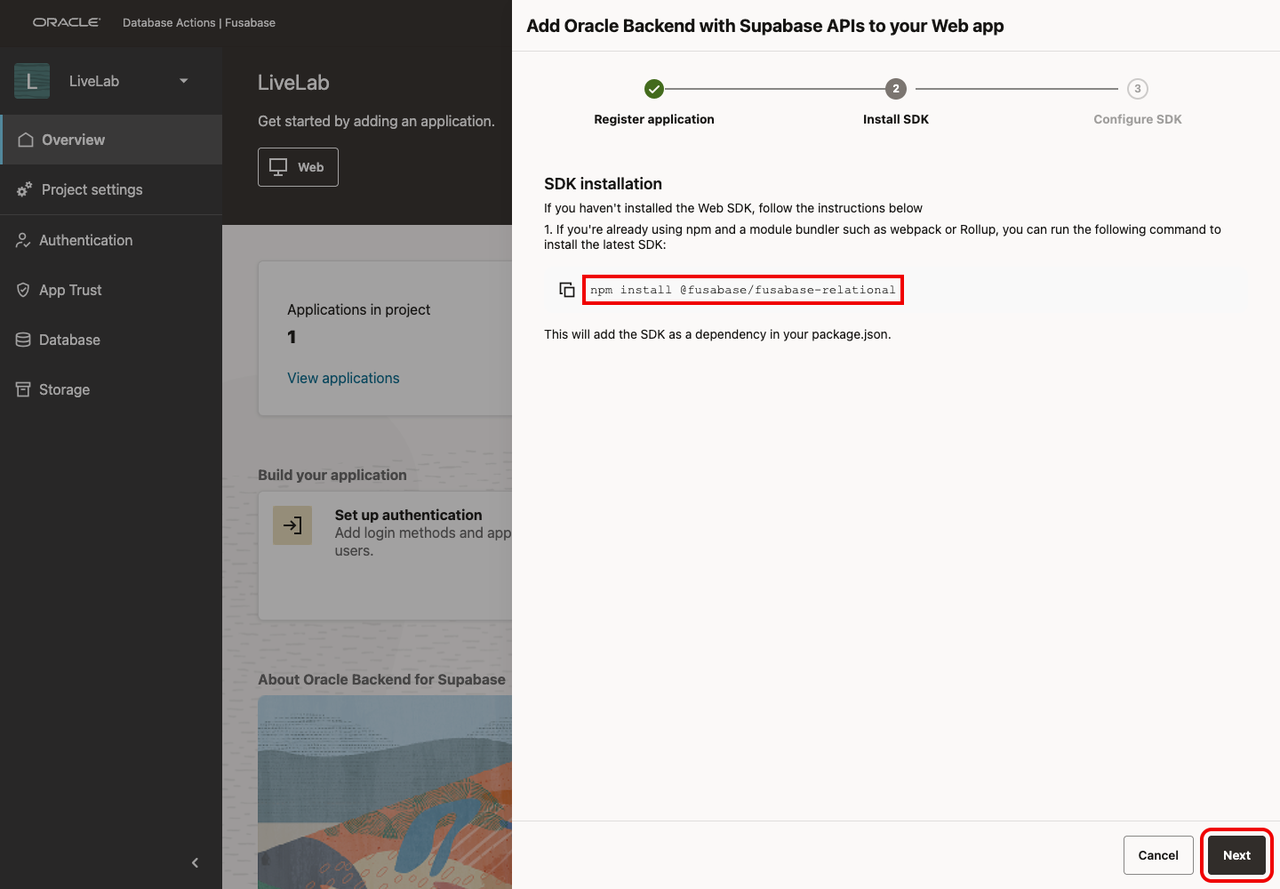 ORACLE Database Actions | Fusabase
L LiveLab
Overview
Project settings
Authentication
App Trust
Database
Storage
LiveLab
Get started by adding an application.
Web
Applications in project
1
View applications
Build your application
Set up authentication
Add login methods and app
users.
About Oracle Backend for Supabase
Add Oracle Backend with Supabase APIs to your Web app
2 3
Register application Install SDK Configure SDK
SDK installation
If you haven't installed the Web SDK, follow the instructions below
1. If you're already using npm and a module bundler such as webpack or Rollup, you can run the following command to
install the latest SDK:
npm install @fusabase/fusabase-relational
This will add the SDK as a dependency in your package.json.
Cancel Next